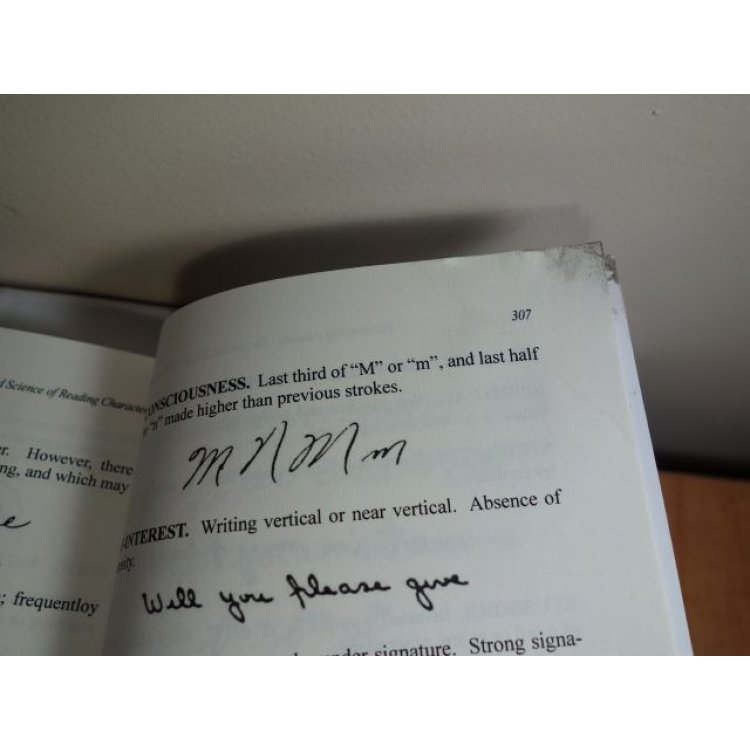 d Science of Reading Character
r. However, there
ng, and which may
e
; frequentloy
307
ONSCIOUSNESS. Last third of “M” or “m”, and last half
“n” made higher than previous strokes.
M N M m
INTEREST. Writing vertical or near vertical. Absence of
Will you please give
under signature. Strong signa-